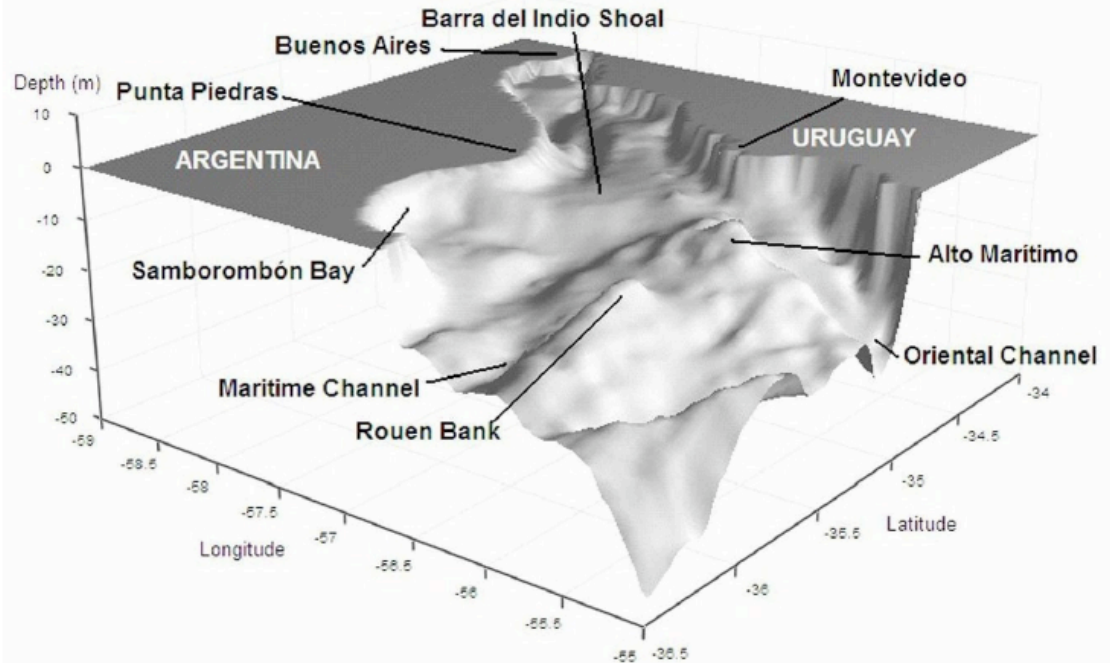 Barra del Indio Shoal
Buenos Aires
Depth (m)
Punta Piedras
Montevideo
ARGENTINA
URUGUAY
Samborombón Bay
Alto Marítimo
Maritime Channel
Oriental Channel
Rouen Bank
10
0
-10
-20
-30
-40
-50
-59
-58.5
-58
-57.5
-57
-56.5
-56
-55.5
-55
Longitude
-36.5
-36
-35.5
-35
-34.5
-34
Latitude